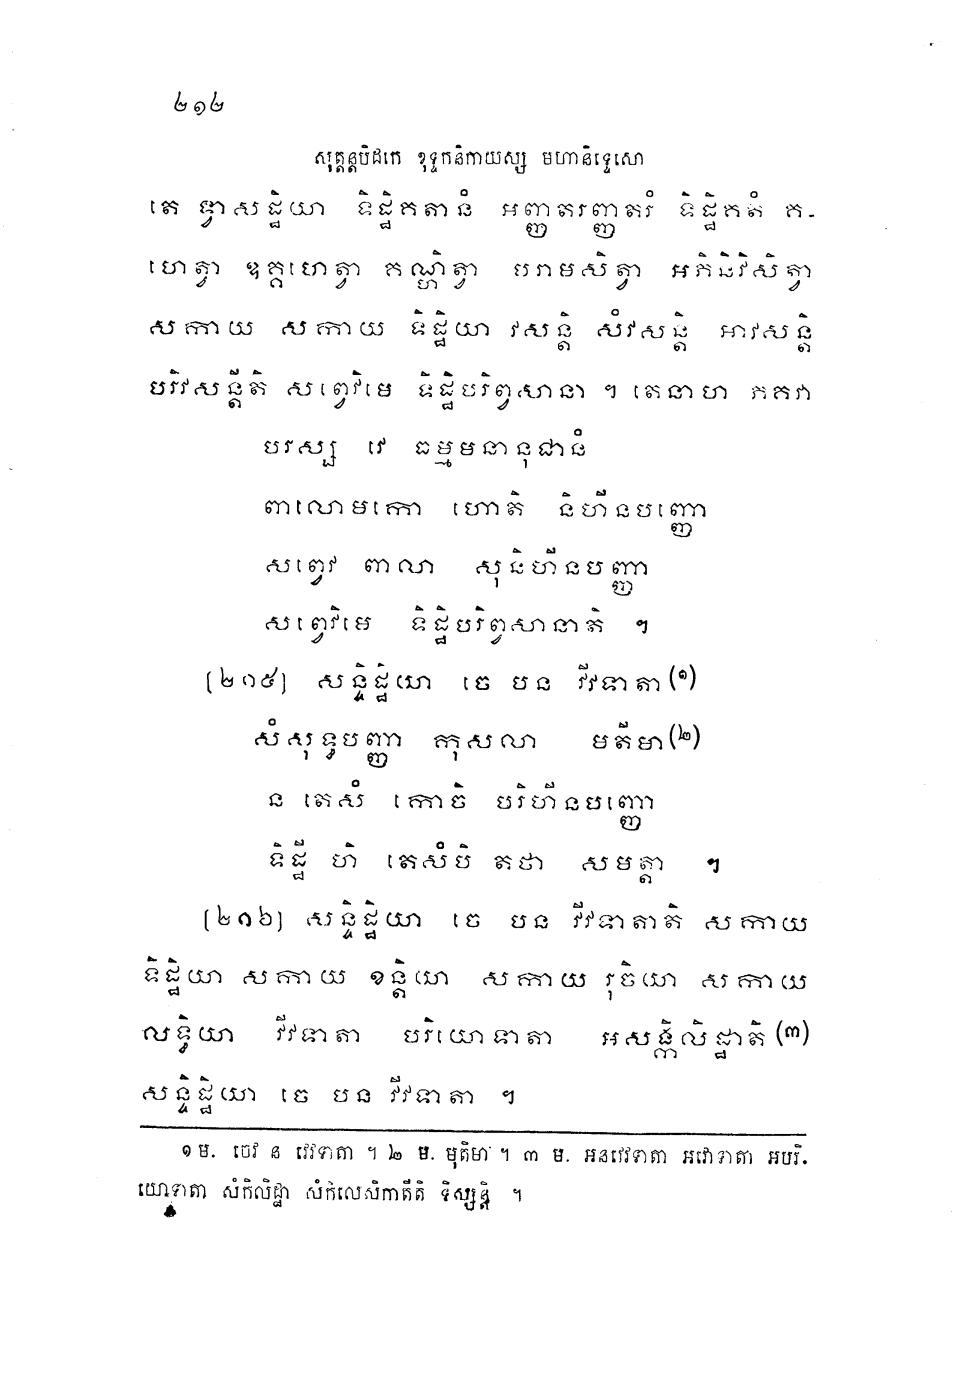 ២១២
សុត្តន្តបិដកេ ខុទ្ទកនិកាយស្ស មហានិទ្ទេសោ
តេ ទ្វាសដ្ឋិយា ទិដ្ឋិគតានំ អញ្ញតរញ្ញតរំ ទិដ្ឋិគតំ គ-
ហេត្វា ឧគ្គហេត្វា គណ្ហិត្វា បរាមសិត្វា អភិនិវិសិត្វា
សកាយ សកាយ ទិដ្ឋិយា វសន្តិ សំវសន្តិ អាវសន្តិ
បរិវសន្តីតិ សព្វេវិមេ ទិដ្ឋិបរិព្វសានា ។ តេនាហ ភគវា
បរស្ស វេ ធម្មមនានុជានំ
ពាលោមគោ ហោតិ និហីនបញ្ញោ
សព្វេវ ពាលា សុនិហីនបញ្ញា
សព្វេវិមេ ទិដ្ឋិបរិព្វសានាតិ ។
[២១៥] សន្ទិដ្ឋិយា ចេ បន វីវទាតា(១)
សំសុទ្ធបញ្ញា កុសលា មតីមា(២)
ន តេសំ កោចិ បរិហីនបញ្ញោ
ទិដ្ឋី ហិ តេសំបិ តថា សមត្តា ។
[២១៦] សន្ទិដ្ឋិយា ចេ បន វីវទាតាតិ សកាយ
ទិដ្ឋិយា សកាយ ខន្តិយា សកាយ រុចិយា សកាយ
លទ្ធិយា វីវទាតា បរិយោទាតា អសង្កិលិដ្ឋាតិ(៣)
សន្ទិដ្ឋិយា ចេ បន វីវទាតា ។
១ ម. ចេវ ន វេវទាតា ។ ២ ម. មុតិមា ។ ៣ ម. អនវេវទាតា អវោទាតា អបរិ-
យោទាតា សំកិលិដ្ឋា សំកិលេសិកាតីតិ ទិស្សន្តិ ។